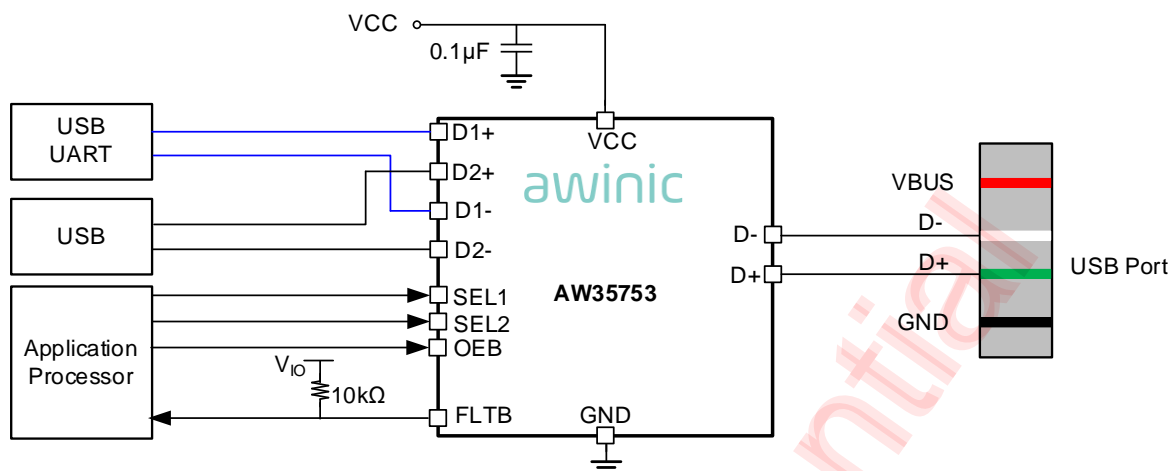 VCC
0.1µF
USB
UART
D1+
D2+
D1-
D2-
USB
VCC
awinic
AW35753
D-
D+
VBUS
D-
D+
GND
USB Port
Application
Processor
SEL1
SEL2
OEB
VIO
10kΩ
FLTB
GND
ntial